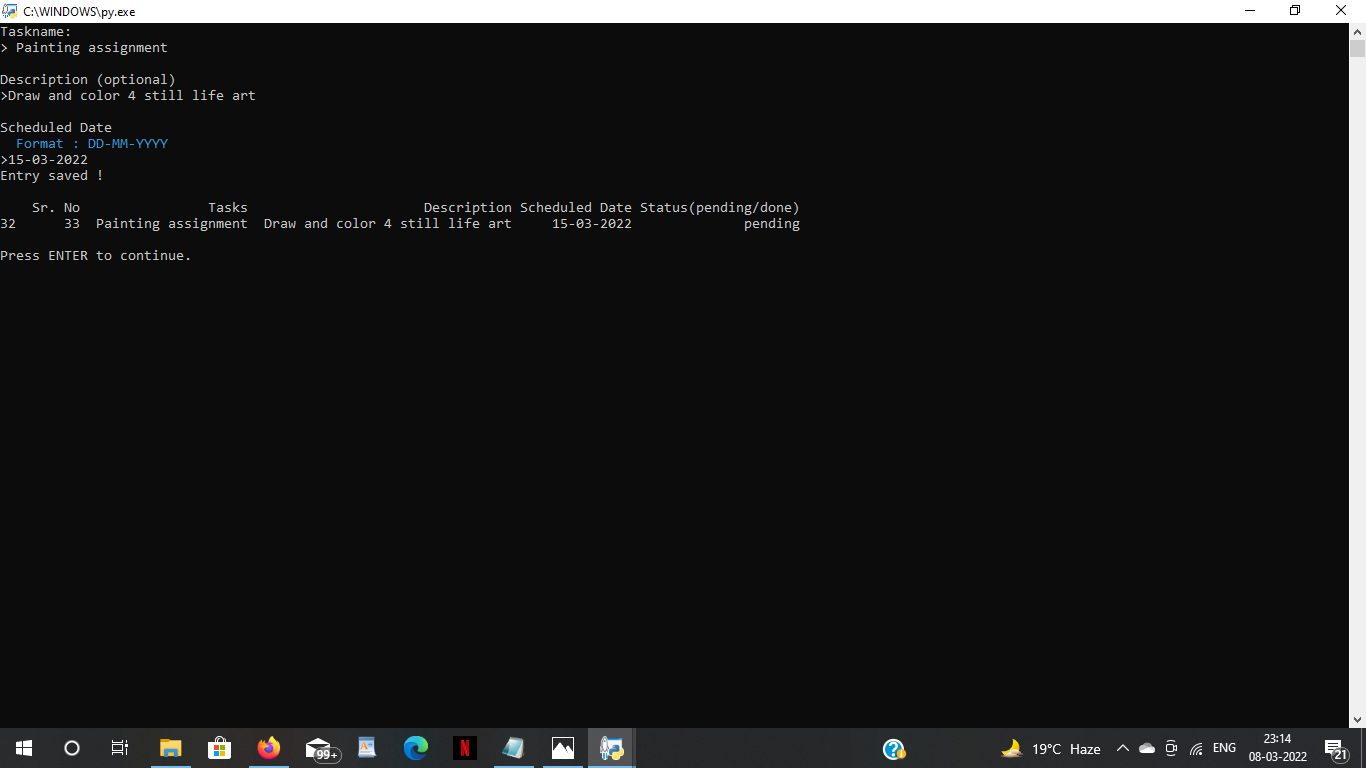 C:\WINDOWS\py.exe
Taskname:
> Painting assignment
Description (optional)
>Draw and color 4 still life art
Scheduled Date
Format : DD-MM-YYYY
>15-03-2022
Entry saved !
Sr. No Tasks Description Scheduled Date Status(pending/done)
32 33 Painting assignment Draw and color 4 still life art 15-03-2022 pending
Press ENTER to continue.
99+
N
19°C Haze
ENG
23:14
08-03-2022
21